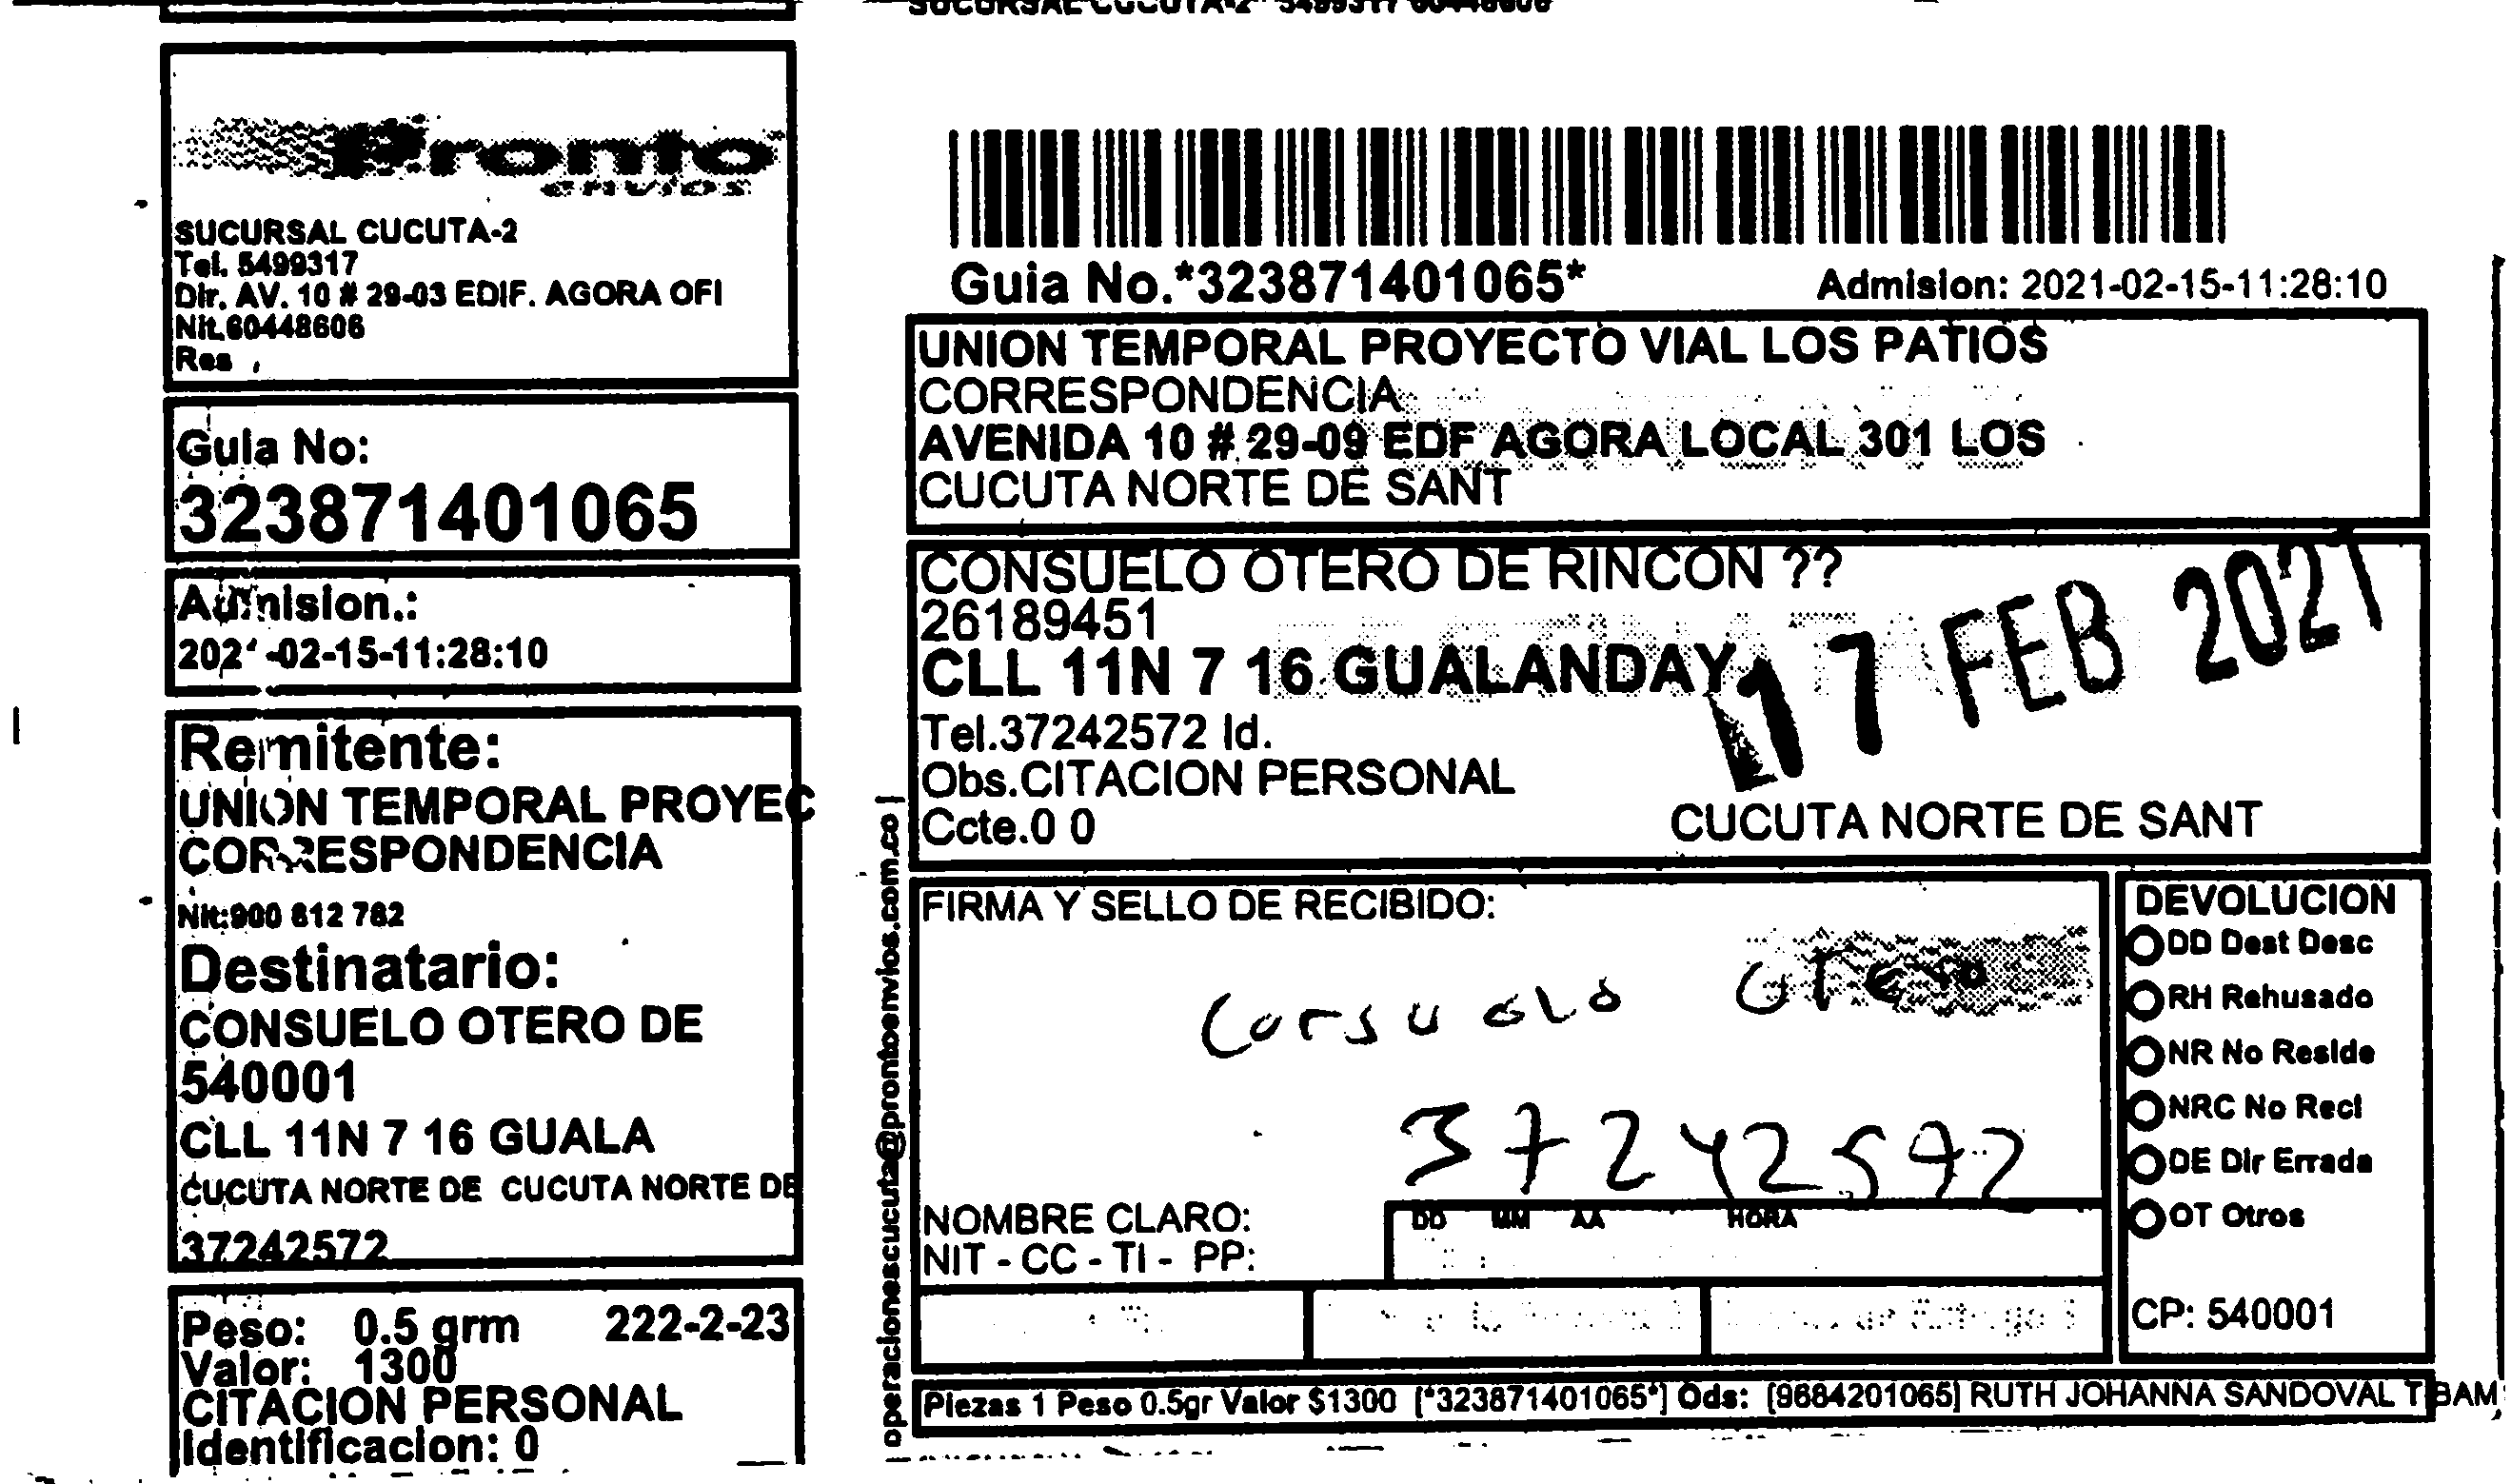 SUCURSAL CUCUTA-2 5499317 60448606
Pronto
envios
SUCURSAL CUCUTA-2
Tel. 5499317
Dir. AV. 10 # 29-03 EDIF. AGORA OFI
Nit.60448606
Res
Guia No:
323871401065
Admision.:
2021-02-15-11:28:10
Remitente:
UNION TEMPORAL PROYEC
CORRESPONDENCIA
Nit:900 812 782
Destinatario:
CONSUELO OTERO DE
540001
CLL 11N 7 16 GUALA
CUCUTA NORTE DE CUCUTA NORTE DE
37242572
Peso: 0.5 grm 222-2-23
Valor: 1300
CITACION PERSONAL
Identificacion: 0
operacionescucuta@prontoenvios.com.co |
Guia No.*323871401065*
Admision: 2021-02-15-11:28:10
UNION TEMPORAL PROYECTO VIAL LOS PATIOS
CORRESPONDENCIA
AVENIDA 10 # 29-09 EDF AGORA LOCAL 301 LOS
CUCUTA NORTE DE SANT
CONSUELO OTERO DE RINCON ??
26189451
CLL 11N 7 16 GUALANDAY
17 FEB 2021
Tel.37242572 Id.
Obs.CITACION PERSONAL
Ccte.0 0
CUCUTA NORTE DE SANT
FIRMA Y SELLO DE RECIBIDO:
Consuelo Otero
37242592
NOMBRE CLARO:
NIT - CC - TI - PP:
DD MM AA HORA
DEVOLUCION
DD Dest Desc
RH Rehusado
NR No Reside
NRC No Recl
DE Dir Errada
OT Otros
CP: 540001
Piezas 1 Peso 0.5gr Valor $1300 [*323871401065*] Ods: [9684201065] RUTH JOHANNA SANDOVAL TIBAM